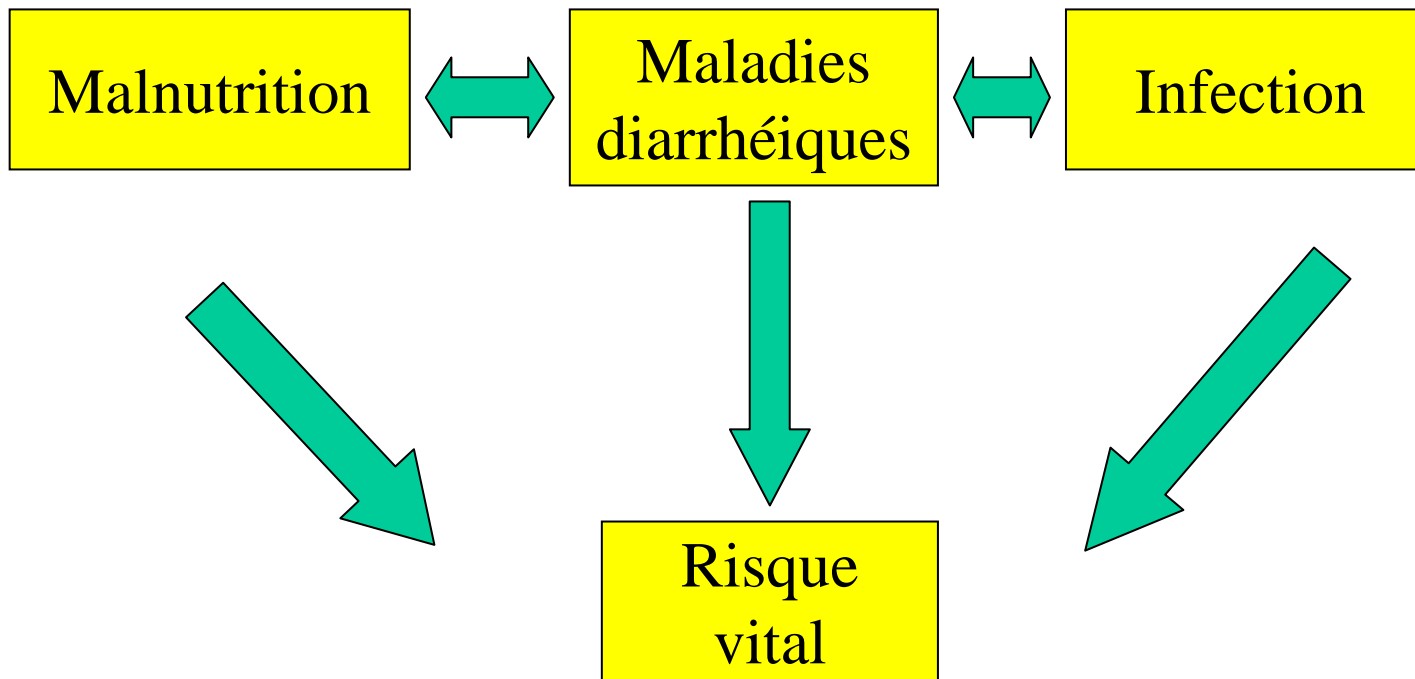 Malnutrition
Maladies
diarrhéiques
Infection
Risque
vital